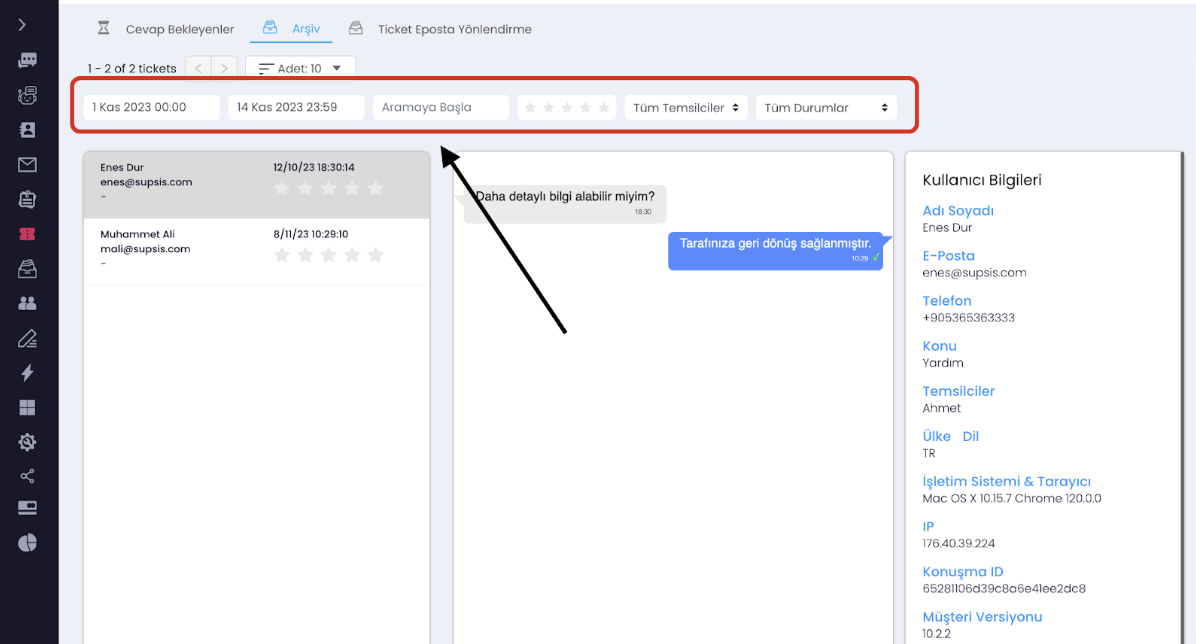 Cevap Bekleyenler
Arşiv
Ticket Eposta Yönlendirme
1 - 2 of 2 tickets
< >
Adet: 10
1 Kas 2023 00:00
14 Kas 2023 23:59
Aramaya Başla
Tüm Temsilciler
Tüm Durumlar
Enes Dur
12/10/23 18:30:14
enes@supsis.com
-
Muhammet Ali
8/11/23 10:29:10
mali@supsis.com
-
Daha detaylı bilgi alabilir miyim?
18:30
Tarafınıza geri dönüş sağlanmıştır.
10:29
Kullanıcı Bilgileri
Adı Soyadı
Enes Dur
E-Posta
enes@supsis.com
Telefon
+905365363333
Konu
Yardım
Temsilciler
Ahmet
Ülke Dil
TR
İşletim Sistemi & Tarayıcı
Mac OS X 10.15.7 Chrome 120.0.0
IP
176.40.39.224
Konuşma ID
65281106d39c8a6e41ee2dc8
Müşteri Versiyonu
10.2.2